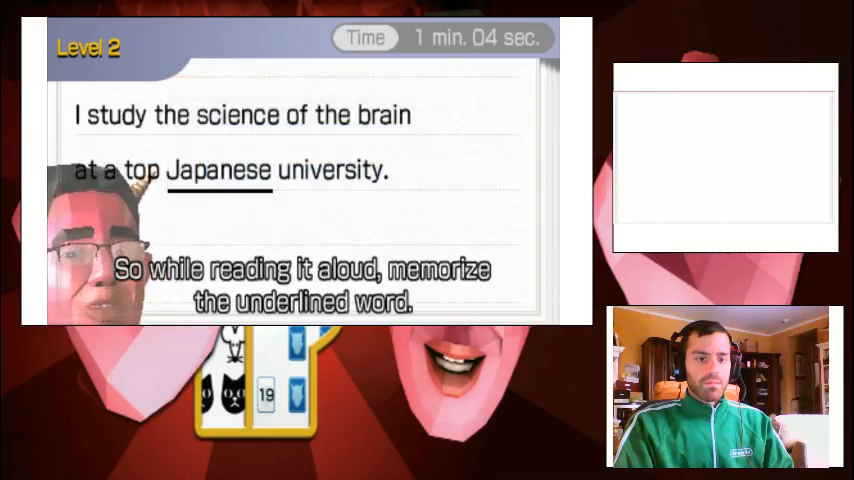 Level 2
Time 1 min. 04 sec.
I study the science of the brain
at a top Japanese university.
So while reading it aloud, memorize
the underlined word.
19